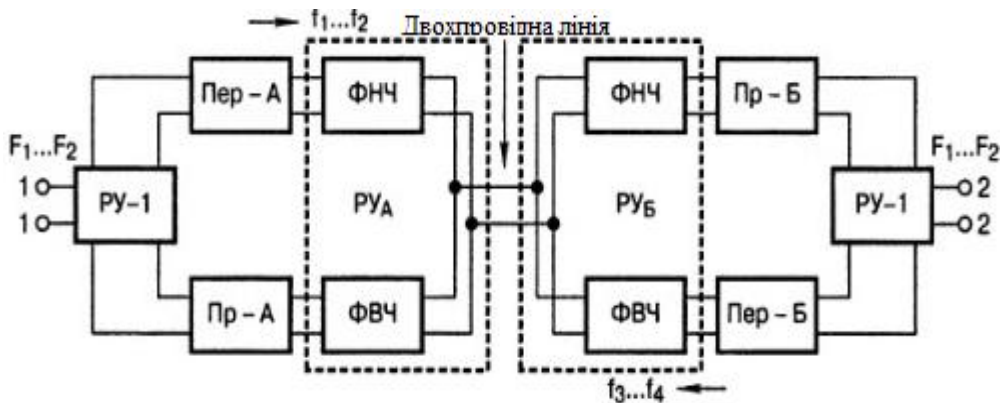 f₁...f₂ Двохпровідна лінія
Пер – А ФНЧ ФНЧ Пр – Б
F₁...F₂ F₁...F₂
1 РУ–1 РУА РУБ РУ–1 2
1 2
Пр – А ФВЧ ФВЧ Пер – Б
f₃...f₄